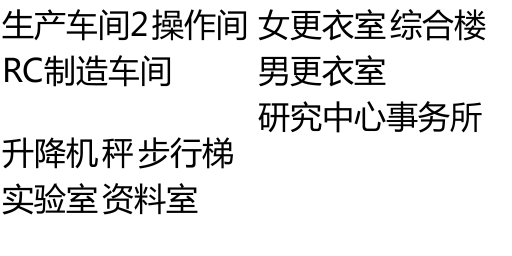 生产车间2 操作间 女更衣室 综合楼
RC制造车间 男更衣室
研究中心事务所
升降机 秤 步行梯
实验室 资料室